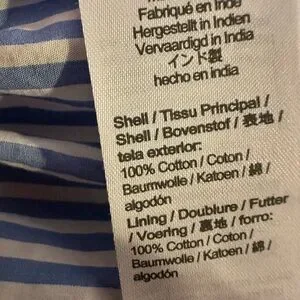 Fabriqué en Inde
Hergestellt in Indien
Vervaardigd in India
インド製
hecho en india
Shell / Tissu Principal /
Shell / Bovenstof / 表地 /
tela exterior:
100% Cotton / Coton /
Baumwolle / Katoen / 綿 /
algodón
Lining / Doublure / Futter
/ Voering / 裏地 / forro:
100% Cotton / Coton /
Baumwolle / Katoen / 綿 /
algodón